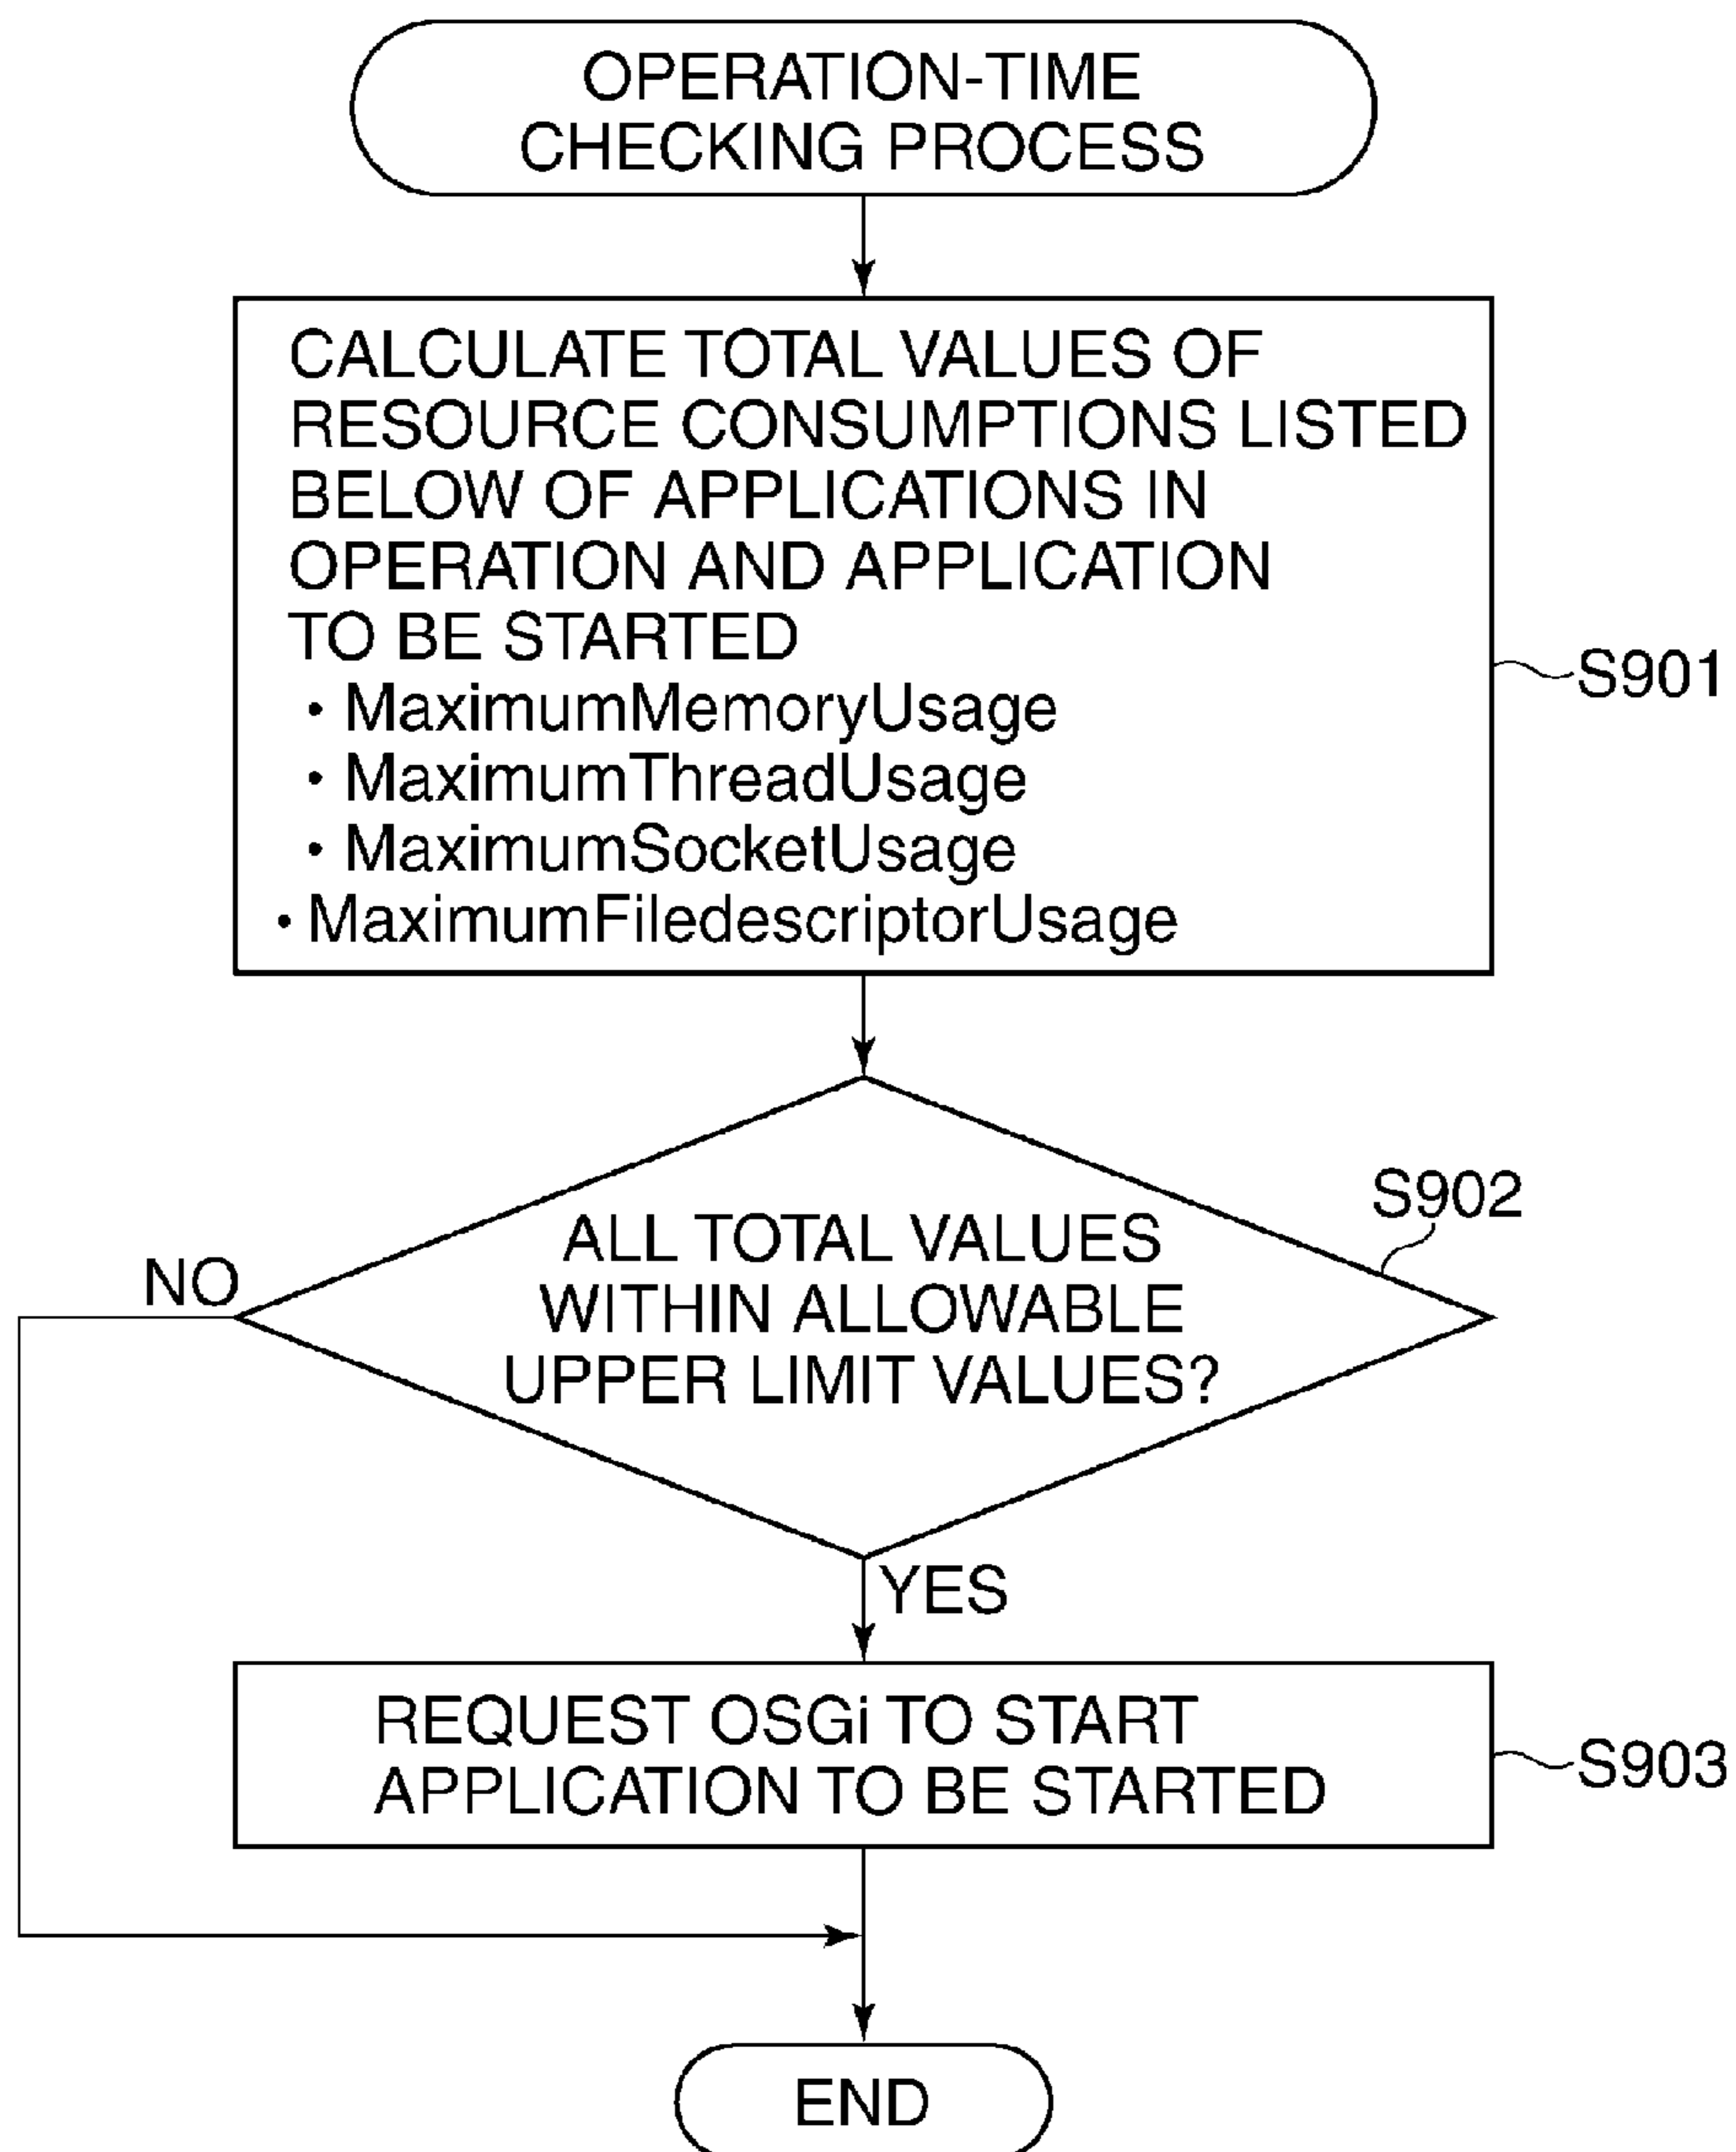 OPERATION-TIME
CHECKING PROCESS
CALCULATE TOTAL VALUES OF
RESOURCE CONSUMPTIONS LISTED
BELOW OF APPLICATIONS IN
OPERATION AND APPLICATION
TO BE STARTED
• MaximumMemoryUsage
• MaximumThreadUsage
• MaximumSocketUsage
• MaximumFiledescriptorUsage
S901
S902
ALL TOTAL VALUES
WITHIN ALLOWABLE
UPPER LIMIT VALUES?
NO
YES
REQUEST OSGi TO START
APPLICATION TO BE STARTED
S903
END